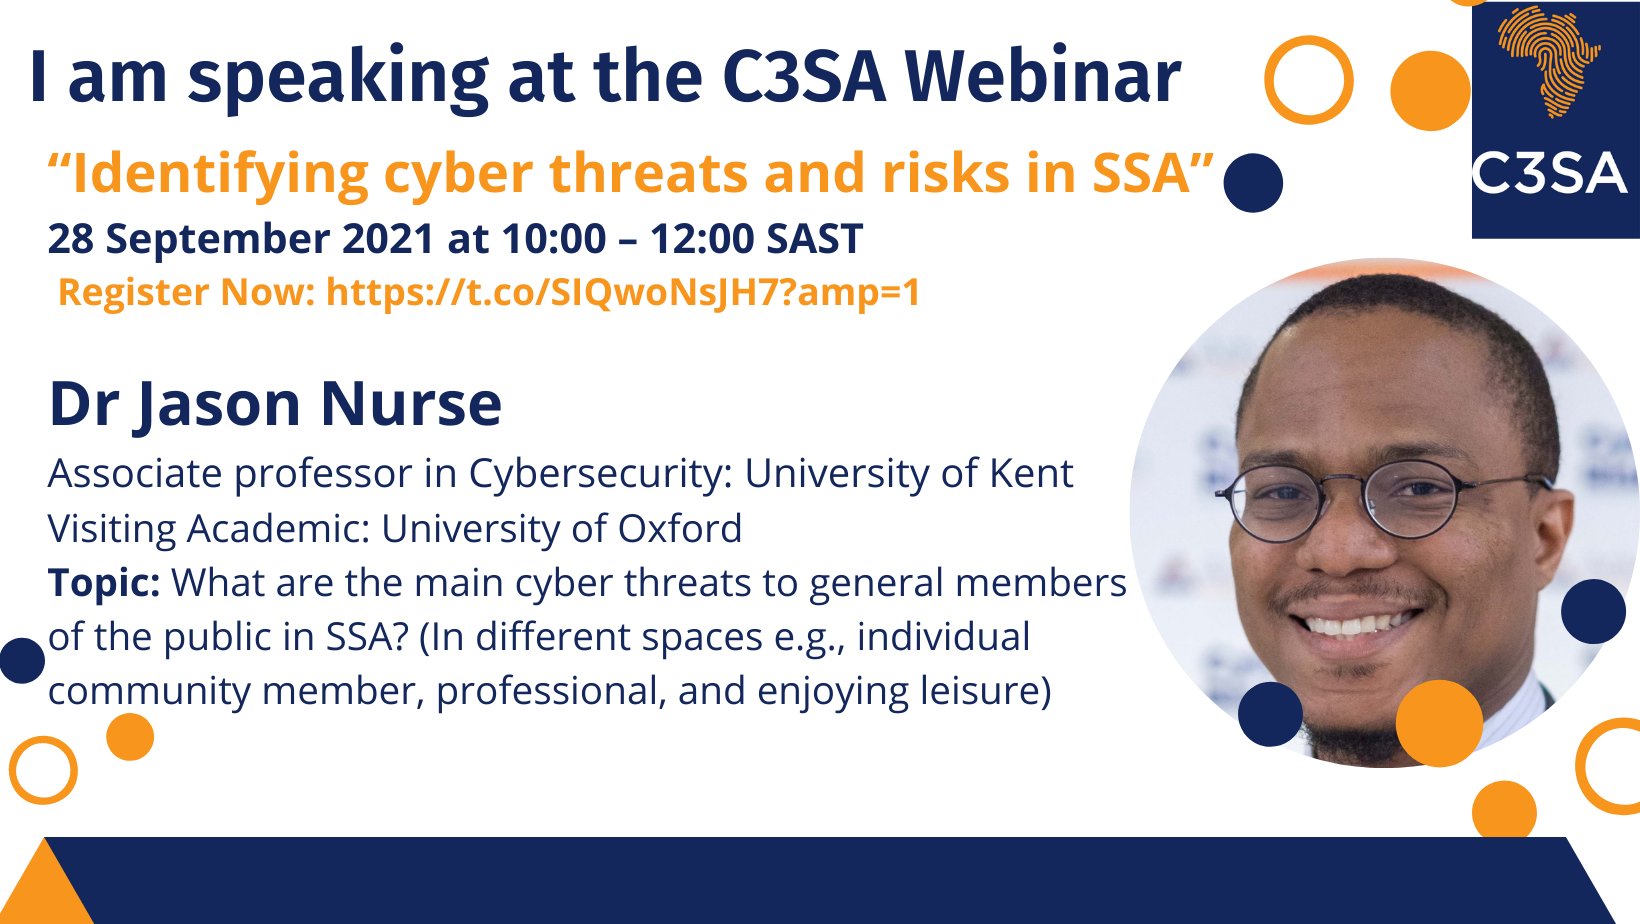 I am speaking at the C3SA Webinar
“Identifying cyber threats and risks in SSA”
28 September 2021 at 10:00 – 12:00 SAST
Register Now: https://t.co/SIQwoNsJH7?amp=1
C3SA
Dr Jason Nurse
Associate professor in Cybersecurity: University of Kent
Visiting Academic: University of Oxford
Topic: What are the main cyber threats to general members
of the public in SSA? (In different spaces e.g., individual
community member, professional, and enjoying leisure)